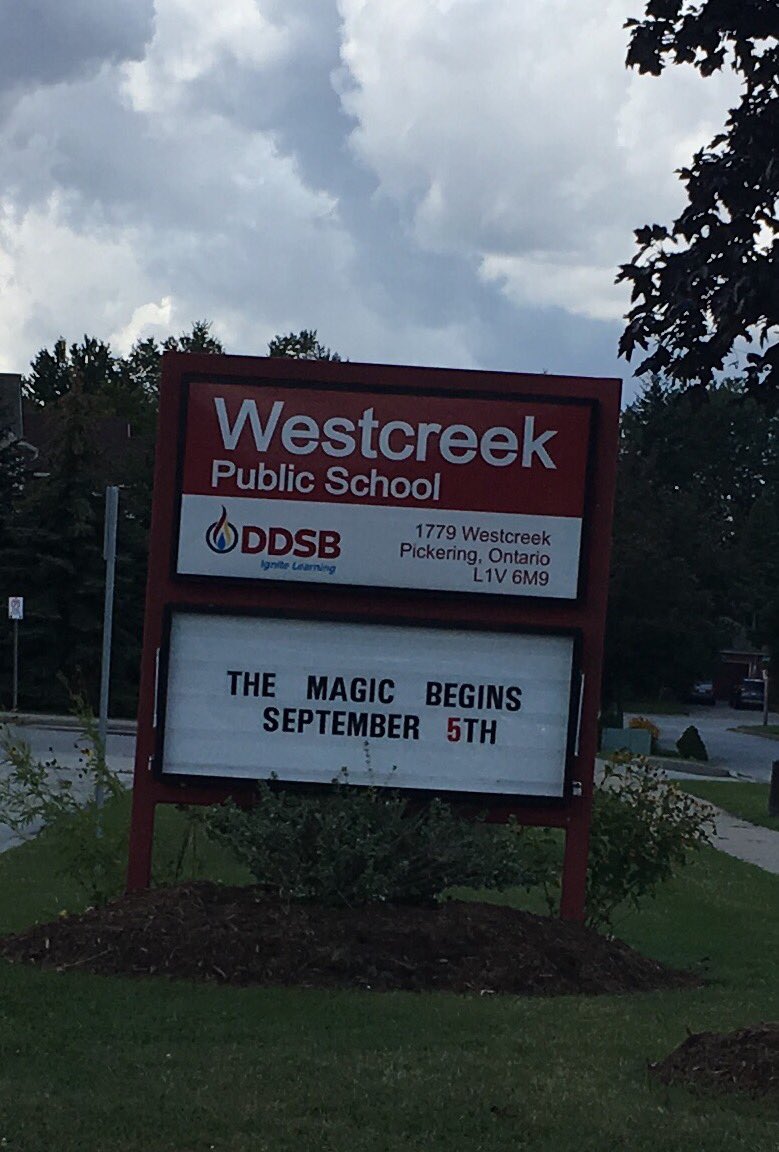 Westcreek
Public School
DDSB
Ignite Learning
1779 Westcreek
Pickering, Ontario
L1V 6M9
THE MAGIC BEGINS
SEPTEMBER 5TH